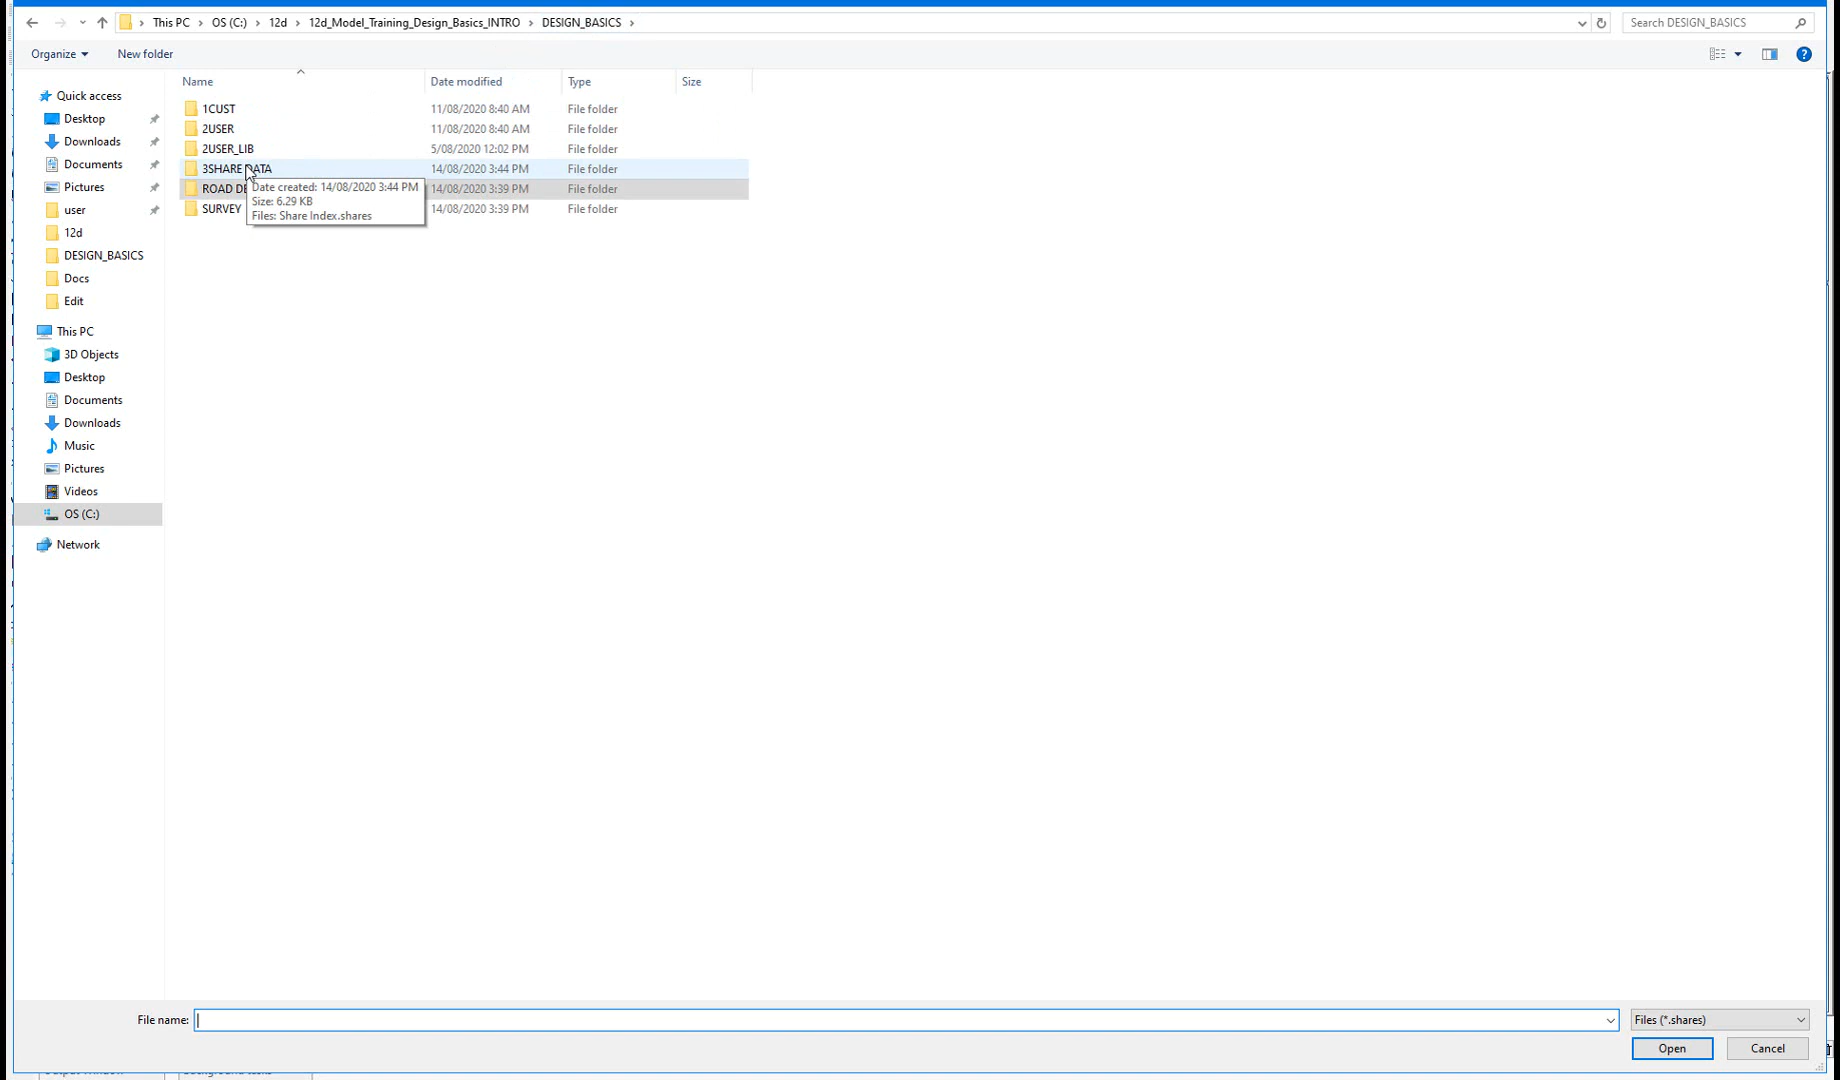 This PC > OS (C:) > 12d > 12d_Model_Training_Design_Basics_INTRO > DESIGN_BASICS >
Search DESIGN_BASICS
Organize
New folder
Name
Date modified
Type
Size
Quick access
Desktop
Downloads
Documents
Pictures
user
12d
DESIGN_BASICS
Docs
Edit
This PC
3D Objects
Desktop
Documents
Downloads
Music
Pictures
Videos
OS (C:)
Network
1CUST 11/08/2020 8:40 AM File folder
2USER 11/08/2020 8:40 AM File folder
2USER_LIB 5/08/2020 12:02 PM File folder
3SHARE DATA 14/08/2020 3:44 PM File folder
ROAD DE 14/08/2020 3:39 PM File folder
SURVEY 14/08/2020 3:39 PM File folder
Date created: 14/08/2020 3:44 PM
Size: 6.29 KB
Files: Share Index.shares
File name:
Files (*.shares)
Open
Cancel